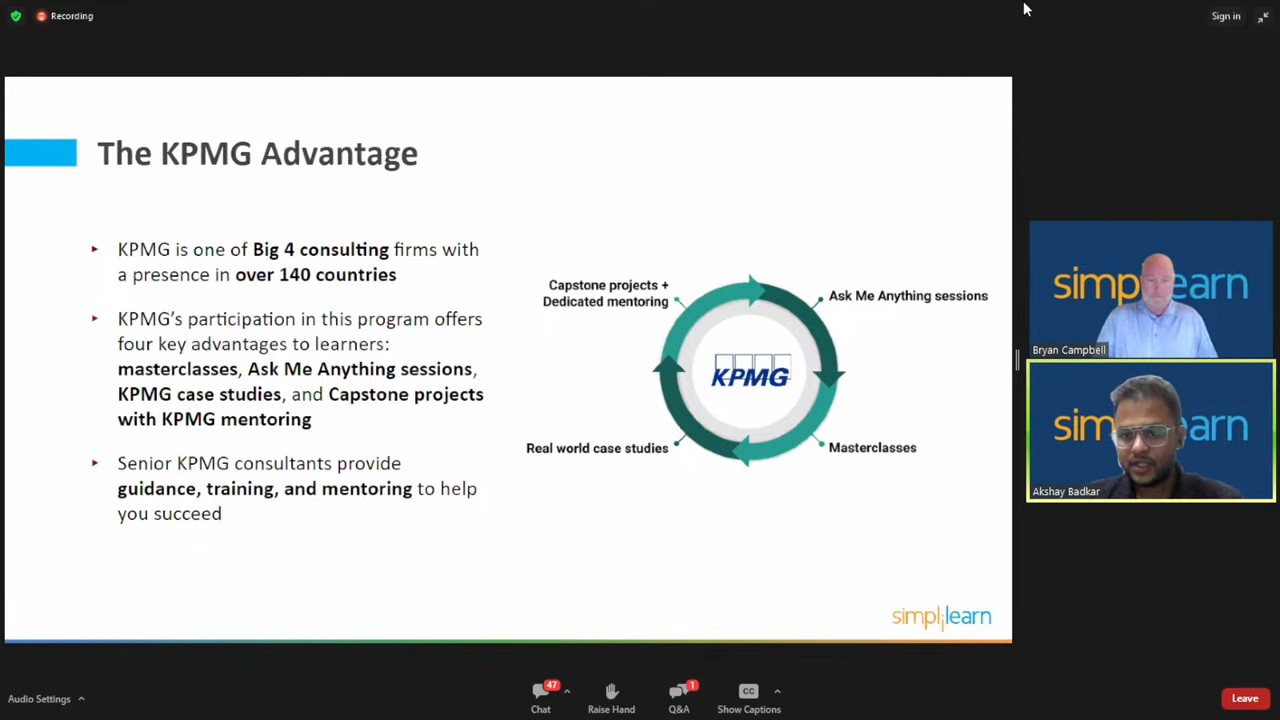 Recording
Sign in
The KPMG Advantage
KPMG is one of Big 4 consulting firms with
a presence in over 140 countries
KPMG's participation in this program offers
four key advantages to learners:
masterclasses, Ask Me Anything sessions,
KPMG case studies, and Capstone projects
with KPMG mentoring
Senior KPMG consultants provide
guidance, training, and mentoring to help
you succeed
Capstone projects +
Dedicated mentoring
Ask Me Anything sessions
KPMG
Real world case studies
Masterclasses
simplilearn
simplilearn
Bryan Campbell
simplilearn
Akshay Badkar
Audio Settings
47
Chat
Raise Hand
1
Q&A
CC
Show Captions
Leave